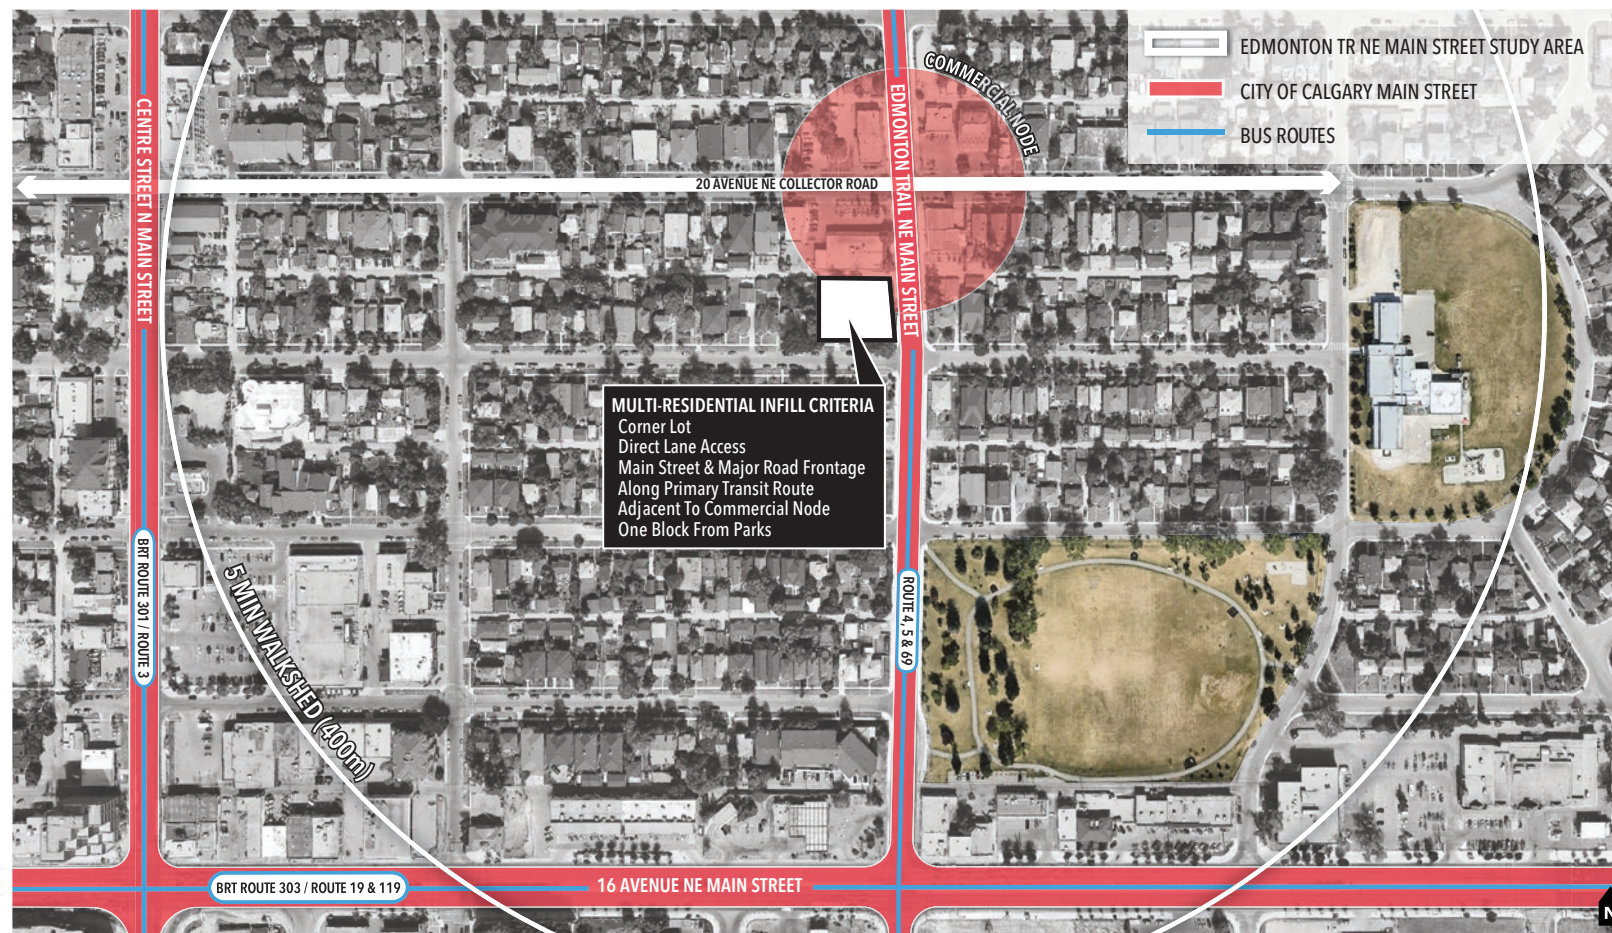 EDMONTON TR NE MAIN STREET STUDY AREA
CITY OF CALGARY MAIN STREET
BUS ROUTES
COMMERCIAL NODE
CENTRE STREET N MAIN STREET
EDMONTON TRAIL NE MAIN STREET
20 AVENUE NE COLLECTOR ROAD
MULTI-RESIDENTIAL INFILL CRITERIA
Corner Lot
Direct Lane Access
Main Street & Major Road Frontage
Along Primary Transit Route
Adjacent To Commercial Node
One Block From Parks
BRT ROUTE 301 / ROUTE 3
5 MIN WALKSHED (400m)
ROUTE 4, 5 & 69
BRT ROUTE 303 / ROUTE 19 & 119
16 AVENUE NE MAIN STREET
N